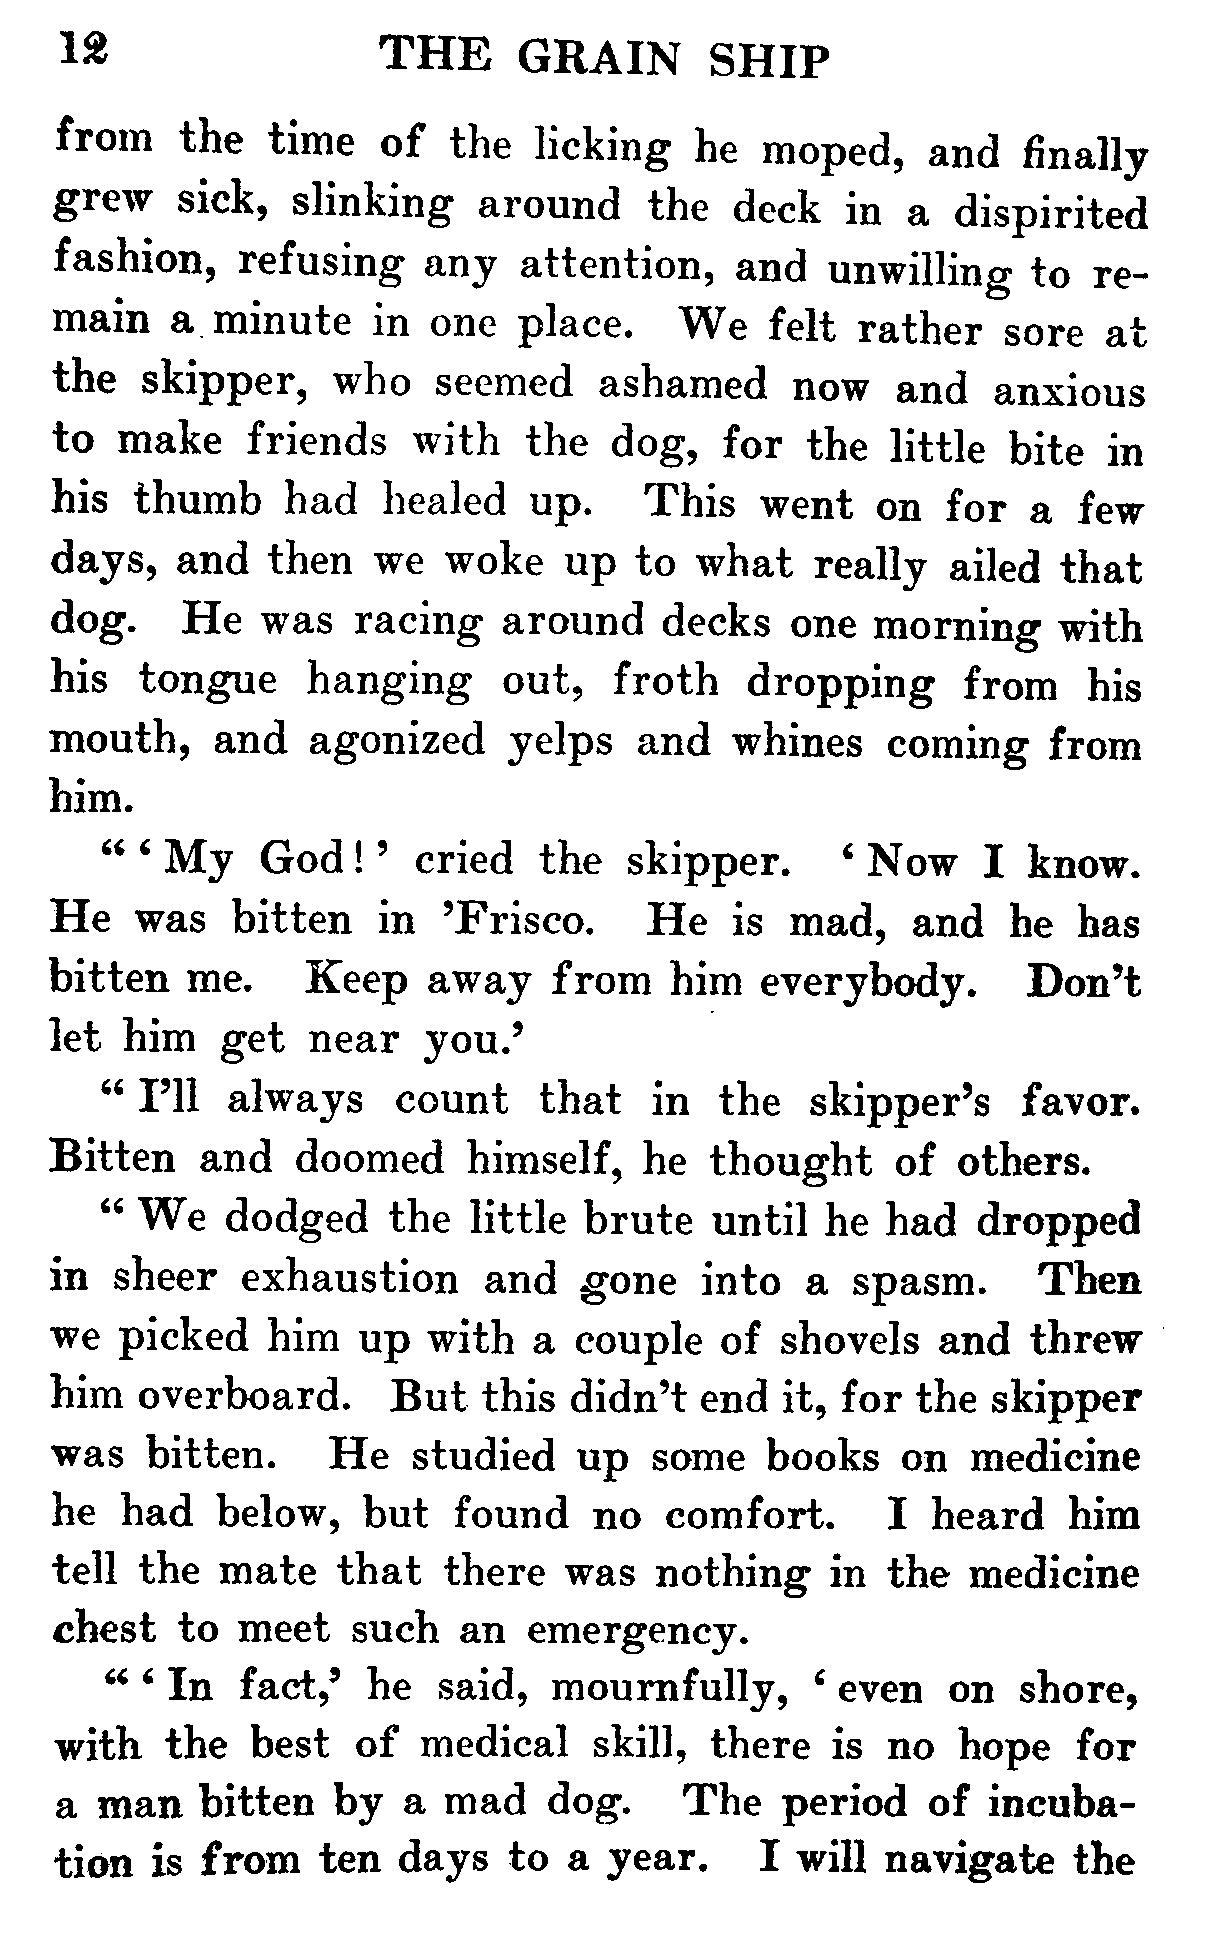 12 THE GRAIN SHIP
from the time of the licking he moped, and finally
grew sick, slinking around the deck in a dispirited
fashion, refusing any attention, and unwilling to re-
main a minute in one place. We felt rather sore at
the skipper, who seemed ashamed now and anxious
to make friends with the dog, for the little bite in
his thumb had healed up. This went on for a few
days, and then we woke up to what really ailed that
dog. He was racing around decks one morning with
his tongue hanging out, froth dropping from his
mouth, and agonized yelps and whines coming from
him.
“ ‘ My God! ’ cried the skipper. ‘ Now I know.
He was bitten in ’Frisco. He is mad, and he has
bitten me. Keep away from him everybody. Don’t
let him get near you.’
“ I’ll always count that in the skipper’s favor.
Bitten and doomed himself, he thought of others.
“ We dodged the little brute until he had dropped
in sheer exhaustion and gone into a spasm. Then
we picked him up with a couple of shovels and threw
him overboard. But this didn’t end it, for the skipper
was bitten. He studied up some books on medicine
he had below, but found no comfort. I heard him
tell the mate that there was nothing in the medicine
chest to meet such an emergency.
“ ‘ In fact,’ he said, mournfully, ‘ even on shore,
with the best of medical skill, there is no hope for
a man bitten by a mad dog. The period of incuba-
tion is from ten days to a year. I will navigate the